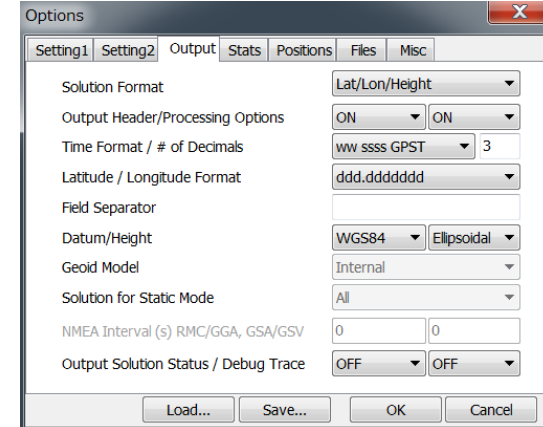 Options
Setting1 Setting2 Output Stats Positions Files Misc
Solution Format Lat/Lon/Height
Output Header/Processing Options ON ON
Time Format / # of Decimals ww ssss GPST 3
Latitude / Longitude Format ddd.ddddddd
Field Separator
Datum/Height WGS84 Ellipsoidal
Geoid Model Internal
Solution for Static Mode All
NMEA Interval (s) RMC/GGA, GSA/GSV 0 0
Output Solution Status / Debug Trace OFF OFF
Load... Save... OK Cancel